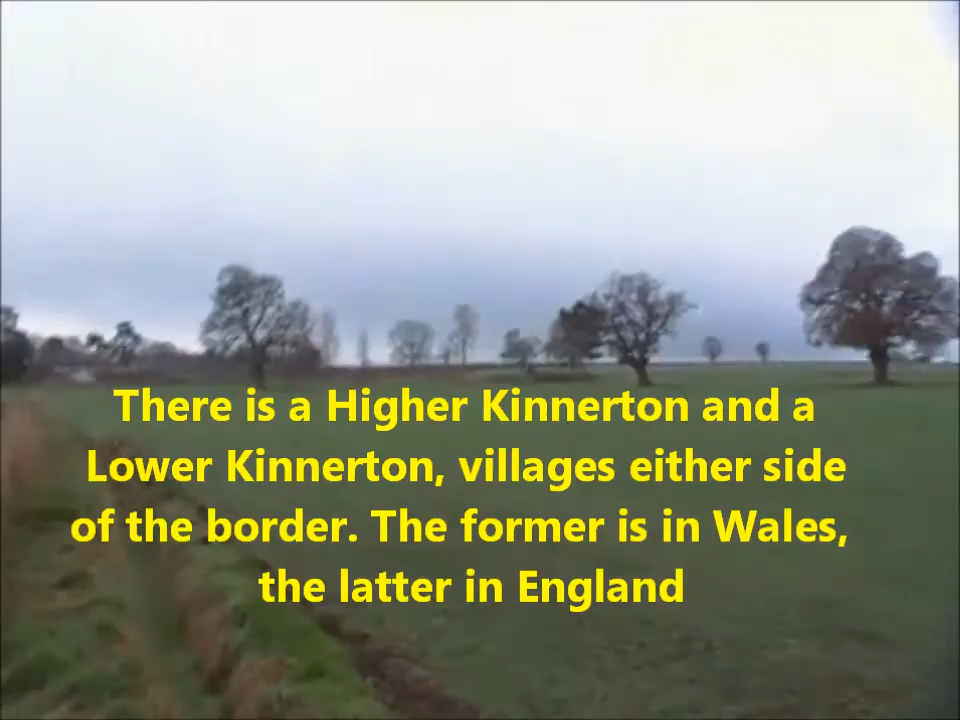 There is a Higher Kinnerton and a
Lower Kinnerton, villages either side
of the border. The former is in Wales,
the latter in England